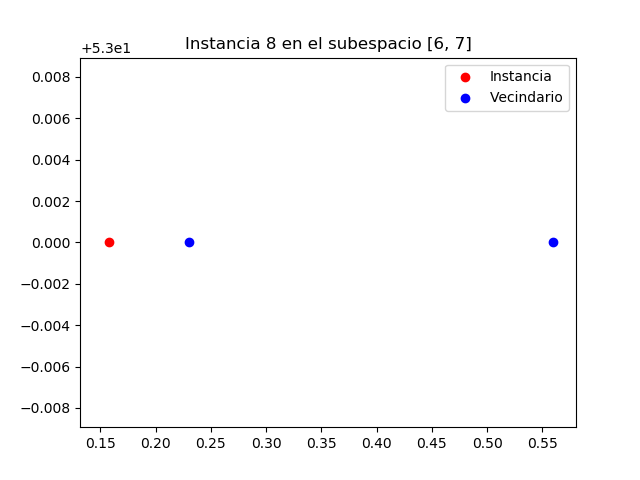 Instancia 8 en el subespacio [6, 7]
+5.3e1
Instancia
Vecindario
0.008
0.006
0.004
0.002
0.000
−0.002
−0.004
−0.006
−0.008
0.15 0.20 0.25 0.30 0.35 0.40 0.45 0.50 0.55